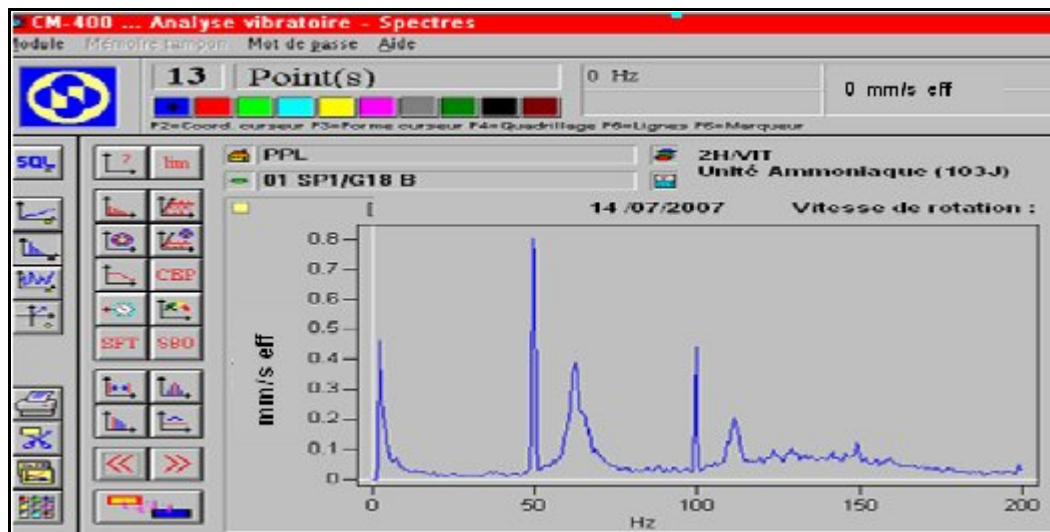 CM-400 ... Analyse vibratoire - Spectres
Module Mémoire tampon Mot de passe Aide
13 Point(s) 0 Hz 0 mm/s eff
F2=Coord. curseur F3=Forme curseur F4=Quadrillage F5=Lignes F6=Marqueur
SQL lim PPL 2H/VIT
01 SP1/G18 B Unité Ammoniaque (103J)
[ 14 /07/2007 Vitesse de rotation :
CBP
SFT SBO
mm/s eff
0.8
0.7
0.6
0.5
0.4
0.3
0.2
0.1
0
0 50 100 150 200
Hz